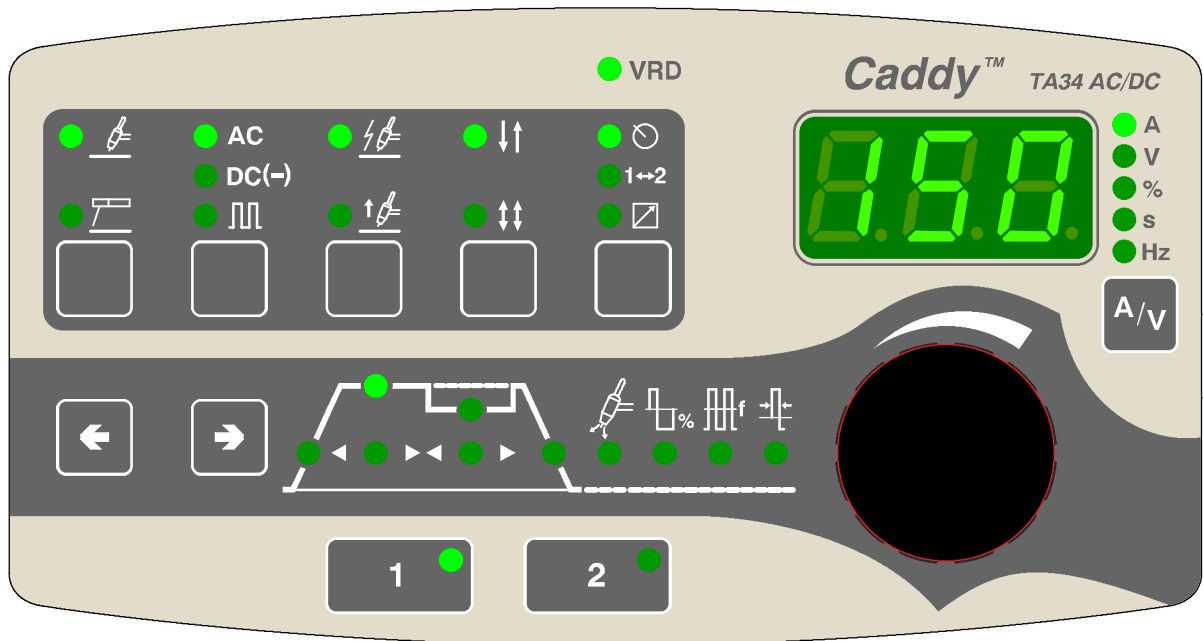 VRD
Caddy™ TA34 AC/DC
AC
DC(-)
1↔2
150
A
V
%
s
Hz
A/V
%
f
1
2